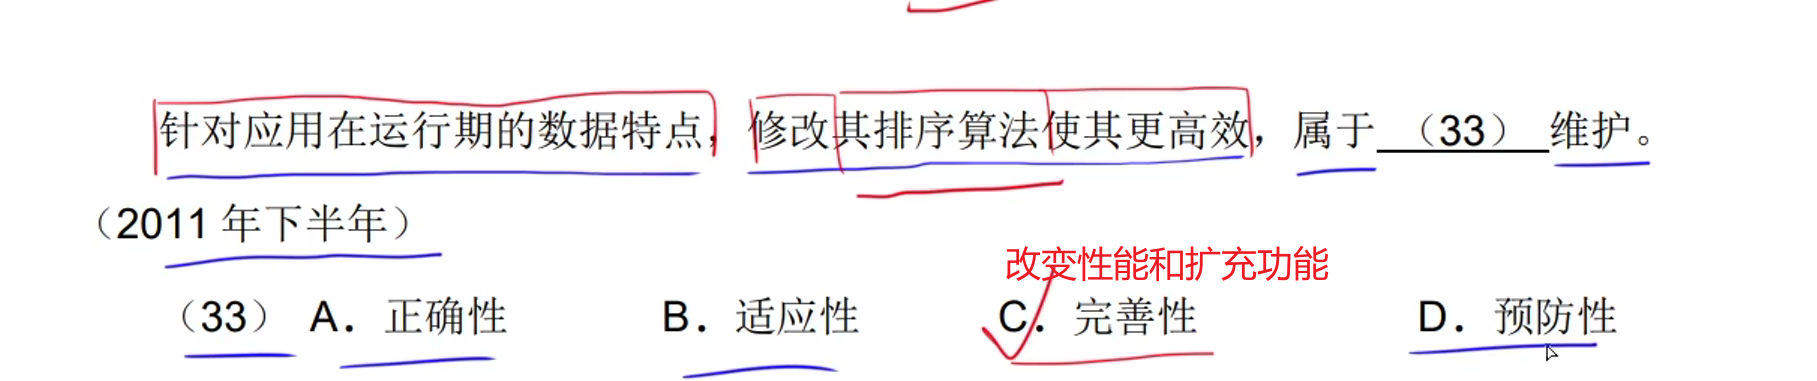 针对应用在运行期的数据特点，修改其排序算法使其更高效，属于 （33） 维护。
（2011 年下半年）
改变性能和扩充功能
（33） A．正确性 B．适应性 C．完善性 D．预防性